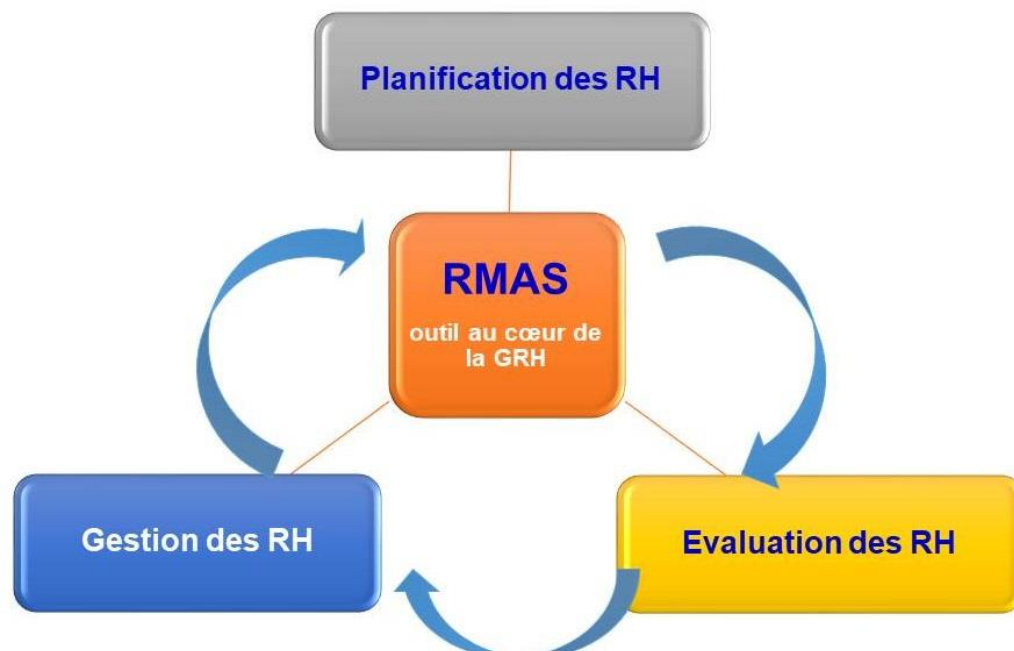 Planification des RH
RMAS
outil au cœur de
la GRH
Gestion des RH
Evaluation des RH